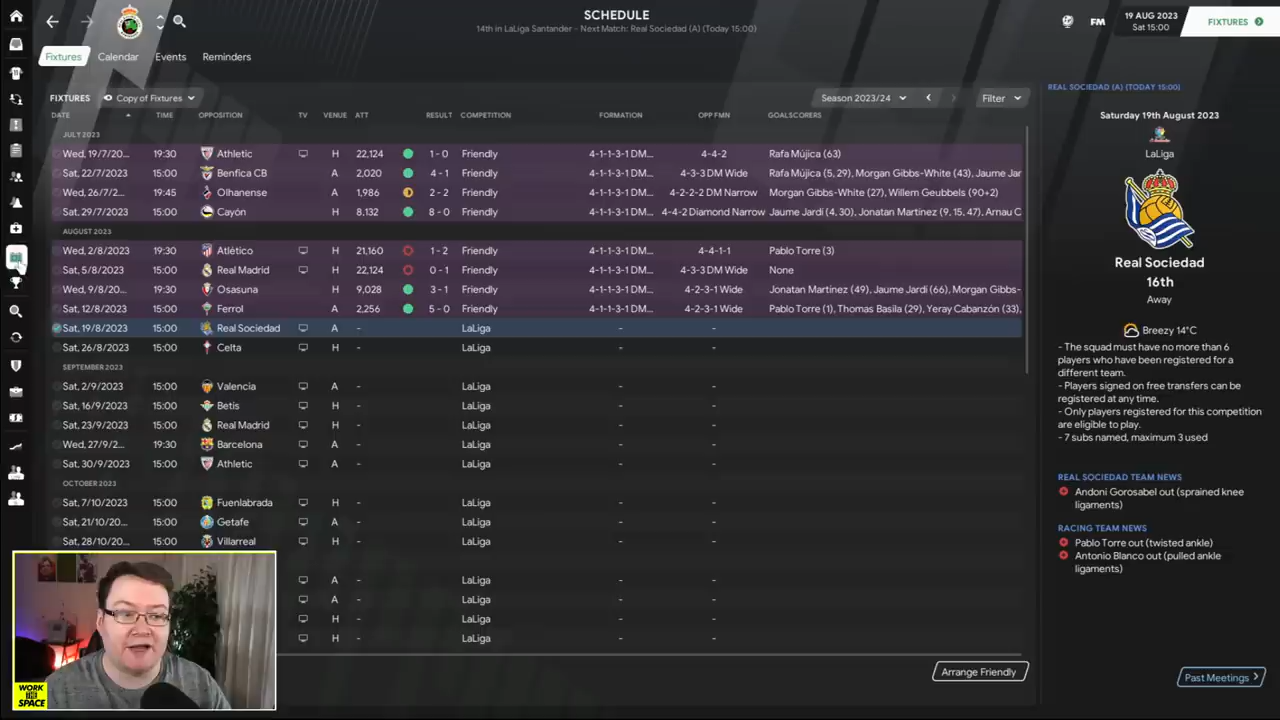 SCHEDULE
14th in LaLiga Santander - Next Match: Real Sociedad (A) (Today 15:00)
FM
19 AUG 2023
Sat 15:00
FIXTURES
Fixtures Calendar Events Reminders
FIXTURES Copy of Fixtures Season 2023/24 Filter
DATE TIME OPPOSITION TV VENUE ATT RESULT COMPETITION FORMATION OPP FMN GOALSCORERS
JULY 2023
Wed, 19/7/20... 19:30 Athletic H 22,124 1 - 0 Friendly 4-1-1-3-1 DM... 4-4-2 Rafa Mújica (63)
Sat, 22/7/2023 15:00 Benfica CB A 2,020 4 - 1 Friendly 4-1-1-3-1 DM... 4-3-3 DM Wide Rafa Mújica (5, 29), Morgan Gibbs-White (43), Jaume Jar
Wed, 26/7/2... 19:45 Olhanense A 1,986 2 - 2 Friendly 4-1-1-3-1 DM... 4-2-2-2 DM Narrow Morgan Gibbs-White (27), Willem Geubbels (90+2)
Sat, 29/7/2023 15:00 Cayón H 8,132 8 - 0 Friendly 4-1-1-3-1 DM... 4-4-2 Diamond Narrow Jaume Jardí (4, 30), Jonatan Martínez (9, 15, 47), Arnau C
AUGUST 2023
Wed, 2/8/2023 19:30 Atlético H 21,160 1 - 2 Friendly 4-1-1-3-1 DM... 4-4-1-1 Pablo Torre (3)
Sat, 5/8/2023 15:00 Real Madrid H 22,124 0 - 1 Friendly 4-1-1-3-1 DM... 4-3-3 DM Wide None
Wed, 9/8/20... 19:30 Osasuna H 9,028 3 - 1 Friendly 4-1-1-3-1 DM... 4-2-3-1 Wide Jonatan Martínez (49), Jaume Jardí (66), Morgan Gibbs-
Sat, 12/8/2023 15:00 Ferrol A 2,256 5 - 0 Friendly 4-1-1-3-1 DM... 4-2-3-1 Wide Pablo Torre (1), Thomas Basila (29), Yeray Cabanzón (33),
Sat, 19/8/2023 15:00 Real Sociedad A - LaLiga - -
Sat, 26/8/2023 15:00 Celta H - LaLiga - -
SEPTEMBER 2023
Sat, 2/9/2023 15:00 Valencia A - LaLiga - -
Sat, 16/9/2023 15:00 Betis H - LaLiga - -
Sat, 23/9/2023 15:00 Real Madrid H - LaLiga - -
Wed, 27/9/2... 19:30 Barcelona A - LaLiga - -
Sat, 30/9/2023 15:00 Athletic A - LaLiga - -
OCTOBER 2023
Sat, 7/10/2023 15:00 Fuenlabrada H - LaLiga - -
Sat, 21/10/20... 15:00 Getafe A - LaLiga - -
Sat, 28/10/20... 15:00 Villarreal H - LaLiga - -
A - LaLiga - -
A - LaLiga - -
H - LaLiga - -
H - LaLiga - -
Arrange Friendly
REAL SOCIEDAD (A) (TODAY 15:00)
Saturday 19th August 2023
LaLiga
Real Sociedad
16th
Away
Breezy 14°C
- The squad must have no more than 6
players who have been registered for a
different team.
- Players signed on free transfers can be
registered at any time.
- Only players registered for this competition
are eligible to play.
- 7 subs named, maximum 3 used
REAL SOCIEDAD TEAM NEWS
Andoni Gorosabel out (sprained knee
ligaments)
RACING TEAM NEWS
Pablo Torre out (twisted ankle)
Antonio Blanco out (pulled ankle
ligaments)
Past Meetings
WORK
THE
SPACE